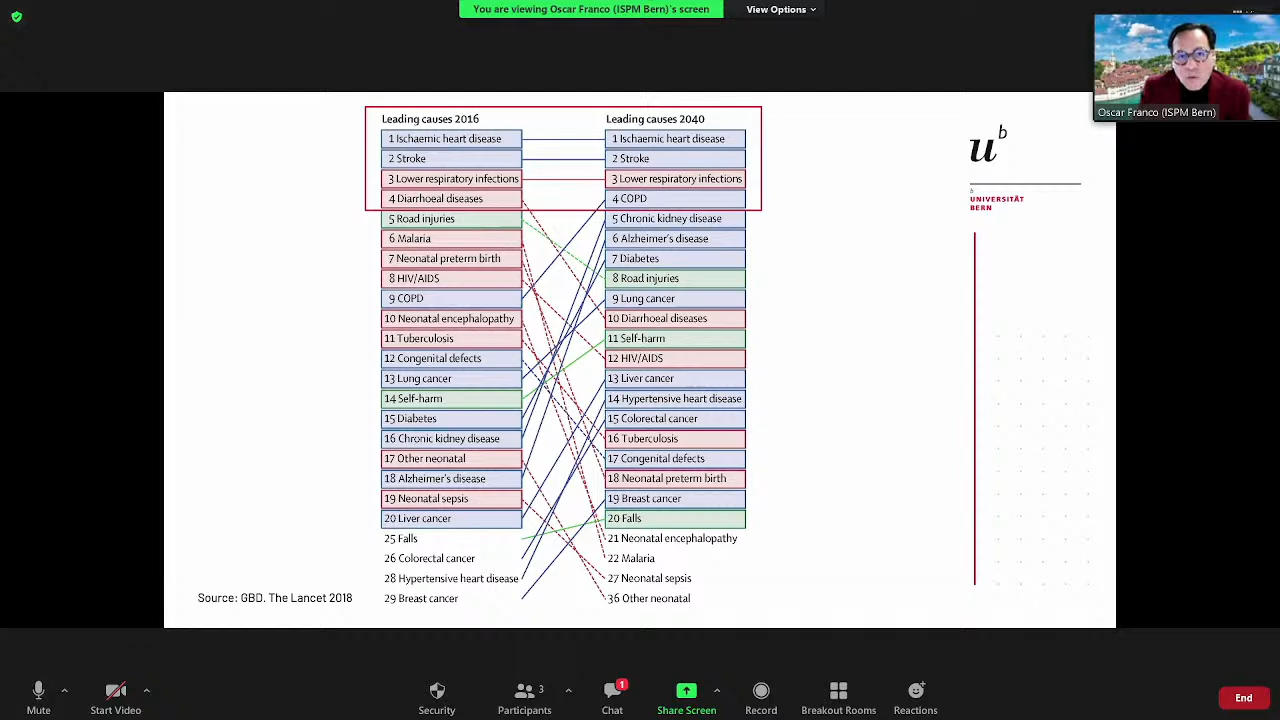 You are viewing Oscar Franco (ISPM Bern)'s screen
View Options
Oscar Franco (ISPM Bern)
Leading causes 2016
1 Ischaemic heart disease
2 Stroke
3 Lower respiratory infections
4 Diarrhoeal diseases
5 Road injuries
6 Malaria
7 Neonatal preterm birth
8 HIV/AIDS
9 COPD
10 Neonatal encephalopathy
11 Tuberculosis
12 Congenital defects
13 Lung cancer
14 Self-harm
15 Diabetes
16 Chronic kidney disease
17 Other neonatal
18 Alzheimer's disease
19 Neonatal sepsis
20 Liver cancer
25 Falls
26 Colorectal cancer
28 Hypertensive heart disease
29 Breast cancer
Leading causes 2040
1 Ischaemic heart disease
2 Stroke
3 Lower respiratory infections
4 COPD
5 Chronic kidney disease
6 Alzheimer's disease
7 Diabetes
8 Road injuries
9 Lung cancer
10 Diarrhoeal diseases
11 Self-harm
12 HIV/AIDS
13 Liver cancer
14 Hypertensive heart disease
15 Colorectal cancer
16 Tuberculosis
17 Congenital defects
18 Neonatal preterm birth
19 Breast cancer
20 Falls
21 Neonatal encephalopathy
22 Malaria
27 Neonatal sepsis
36 Other neonatal
Source: GBD. The Lancet 2018
u b
b
UNIVERSITÄT
BERN
Mute
Start Video
Security
3
Participants
1
Chat
Share Screen
Record
Breakout Rooms
Reactions
End